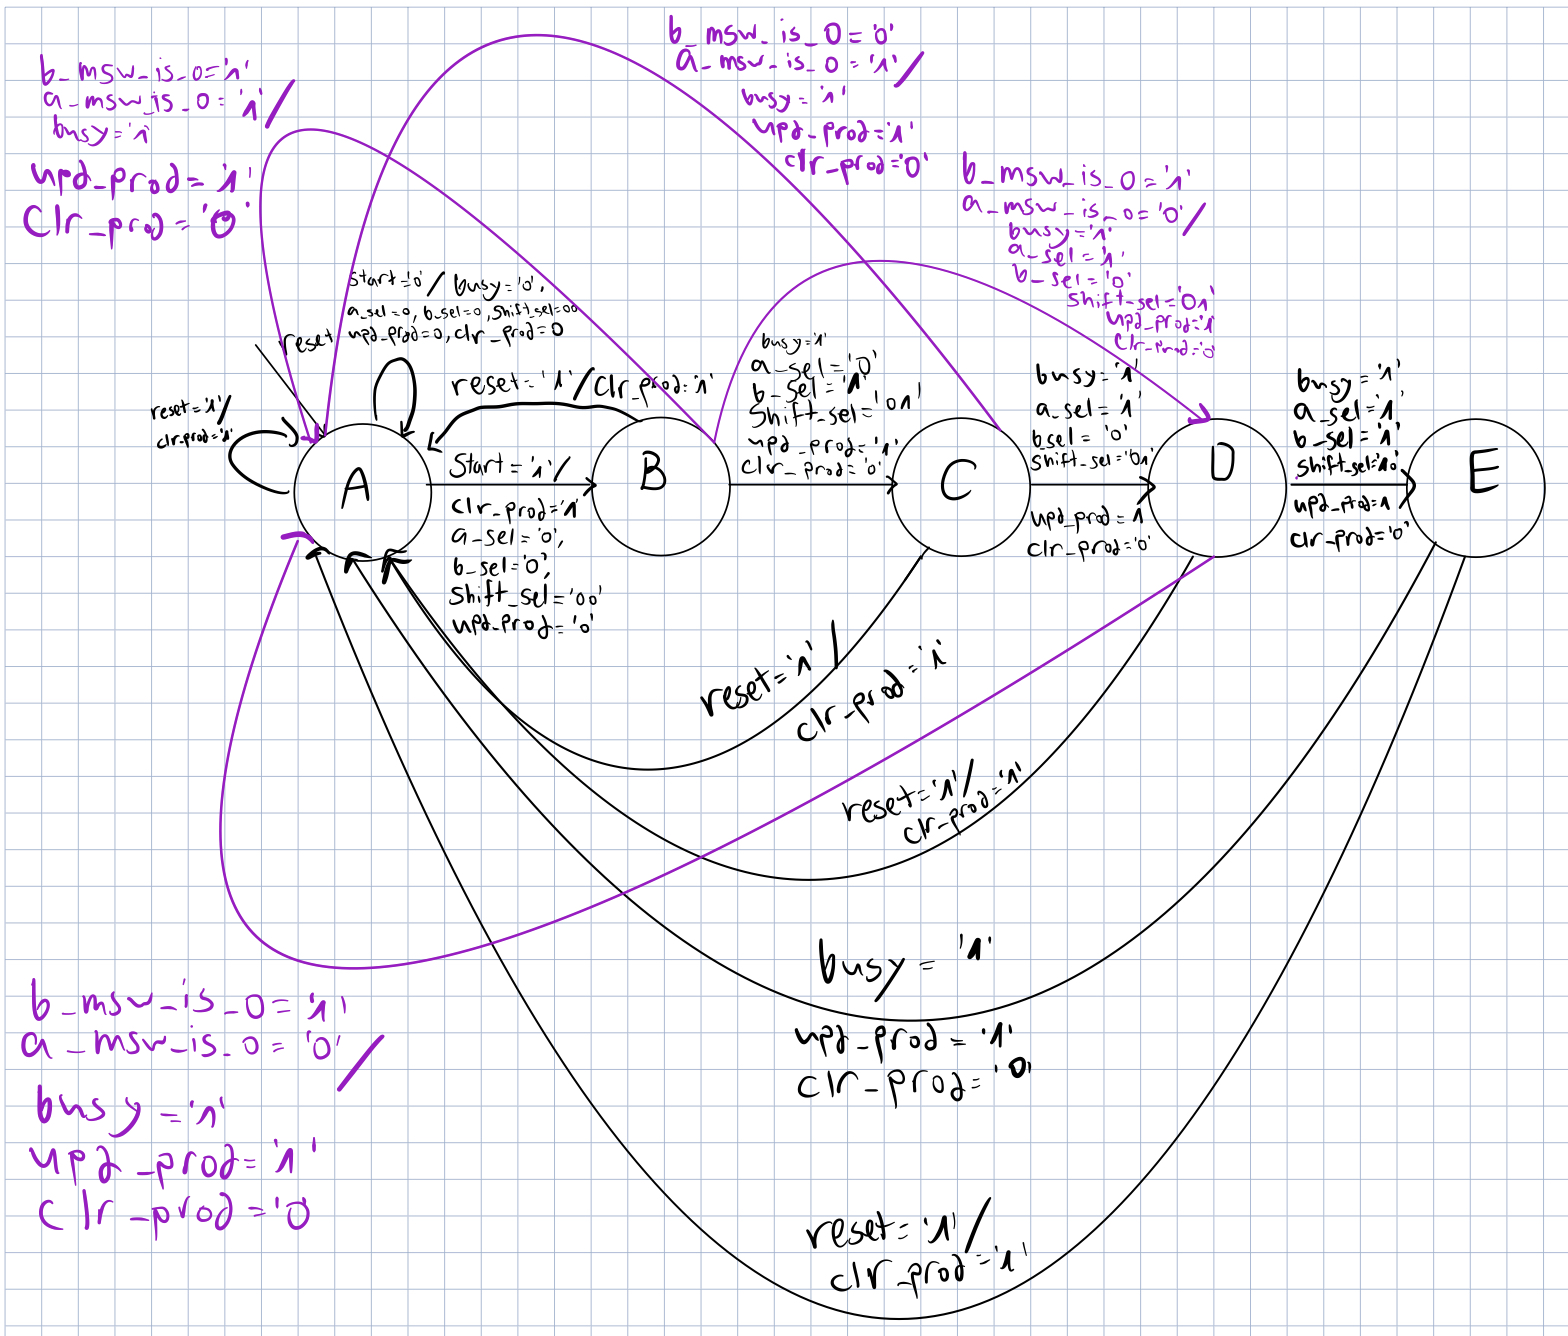 b_msw_is_0='1'
a_msw_is_0='1'/
busy='1'
upd_prod='1'
clr_prod='0'
b_msw_is_0='0'
a_msw_is_0='1'/
busy='1'
upd_prod='1'
clr_prod='0'
b_msw_is_0='1'
a_msw_is_0='0'/
busy='1'
a_sel='1'
b_sel='0'
shift_sel='01'
upd_prod='1'
clr_prod='0'
start='0'/ busy='0',
a_sel=0, b_sel=0, shift_sel=00
upd_prod=0, clr_prod=0
reset
reset='1'/
clr_prod='1'
reset='1'/clr_prod='1'
A
B
C
D
E
Start='1'/
clr_prod='1'
a_sel='0',
b_sel='0',
shift_sel='00'
upd_prod='0'
busy='1'
a_sel='0'
b_sel='1'
Shift_sel='01'
upd_prod='1'
clr_prod='0'
busy='1'
a_sel='1'
b_sel='0'
shift_sel='01'
upd_prod='1'
clr_prod='0'
busy='1'
a_sel='1'
b_sel='1'
shift_sel='10'
upd_prod=1
clr_prod='0'
reset='1'/
clr_prod='1'
reset='1'/
clr_prod='1'
busy='1'
upd_prod='1'
clr_prod='0'
reset='1'/
clr_prod='1'
b_msw_is_0='1'
a_msw_is_0='0'/
busy='1'
upd_prod='1'
clr_prod='0'